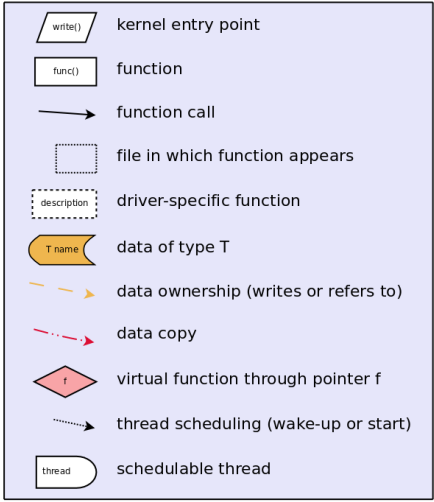 write() kernel entry point
func() function
function call
file in which function appears
description driver-specific function
T name data of type T
data ownership (writes or refers to)
data copy
f virtual function through pointer f
thread scheduling (wake-up or start)
thread schedulable thread